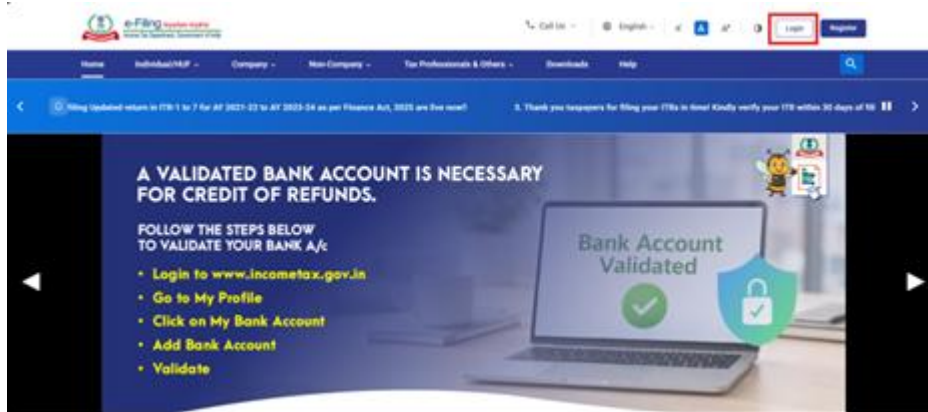 e-Filing
Call Us
English
A
Login
Register
Home
Individual/HUF
Company
Non-Company
Tax Professionals & Others
Downloads
Help
Filing Updated return in ITR-1 to 7 for AY 2021-22 to AY 2023-24 as per Finance Act, 2025 are live now!!
3. Thank you taxpayers for filing your ITRs in time! Kindly verify your ITR within 30 days of fil
A VALIDATED BANK ACCOUNT IS NECESSARY
FOR CREDIT OF REFUNDS.
FOLLOW THE STEPS BELOW
TO VALIDATE YOUR BANK A/c
• Login to www.incometax.gov.in
• Go to My Profile
• Click on My Bank Account
• Add Bank Account
• Validate
Bank Account
Validated